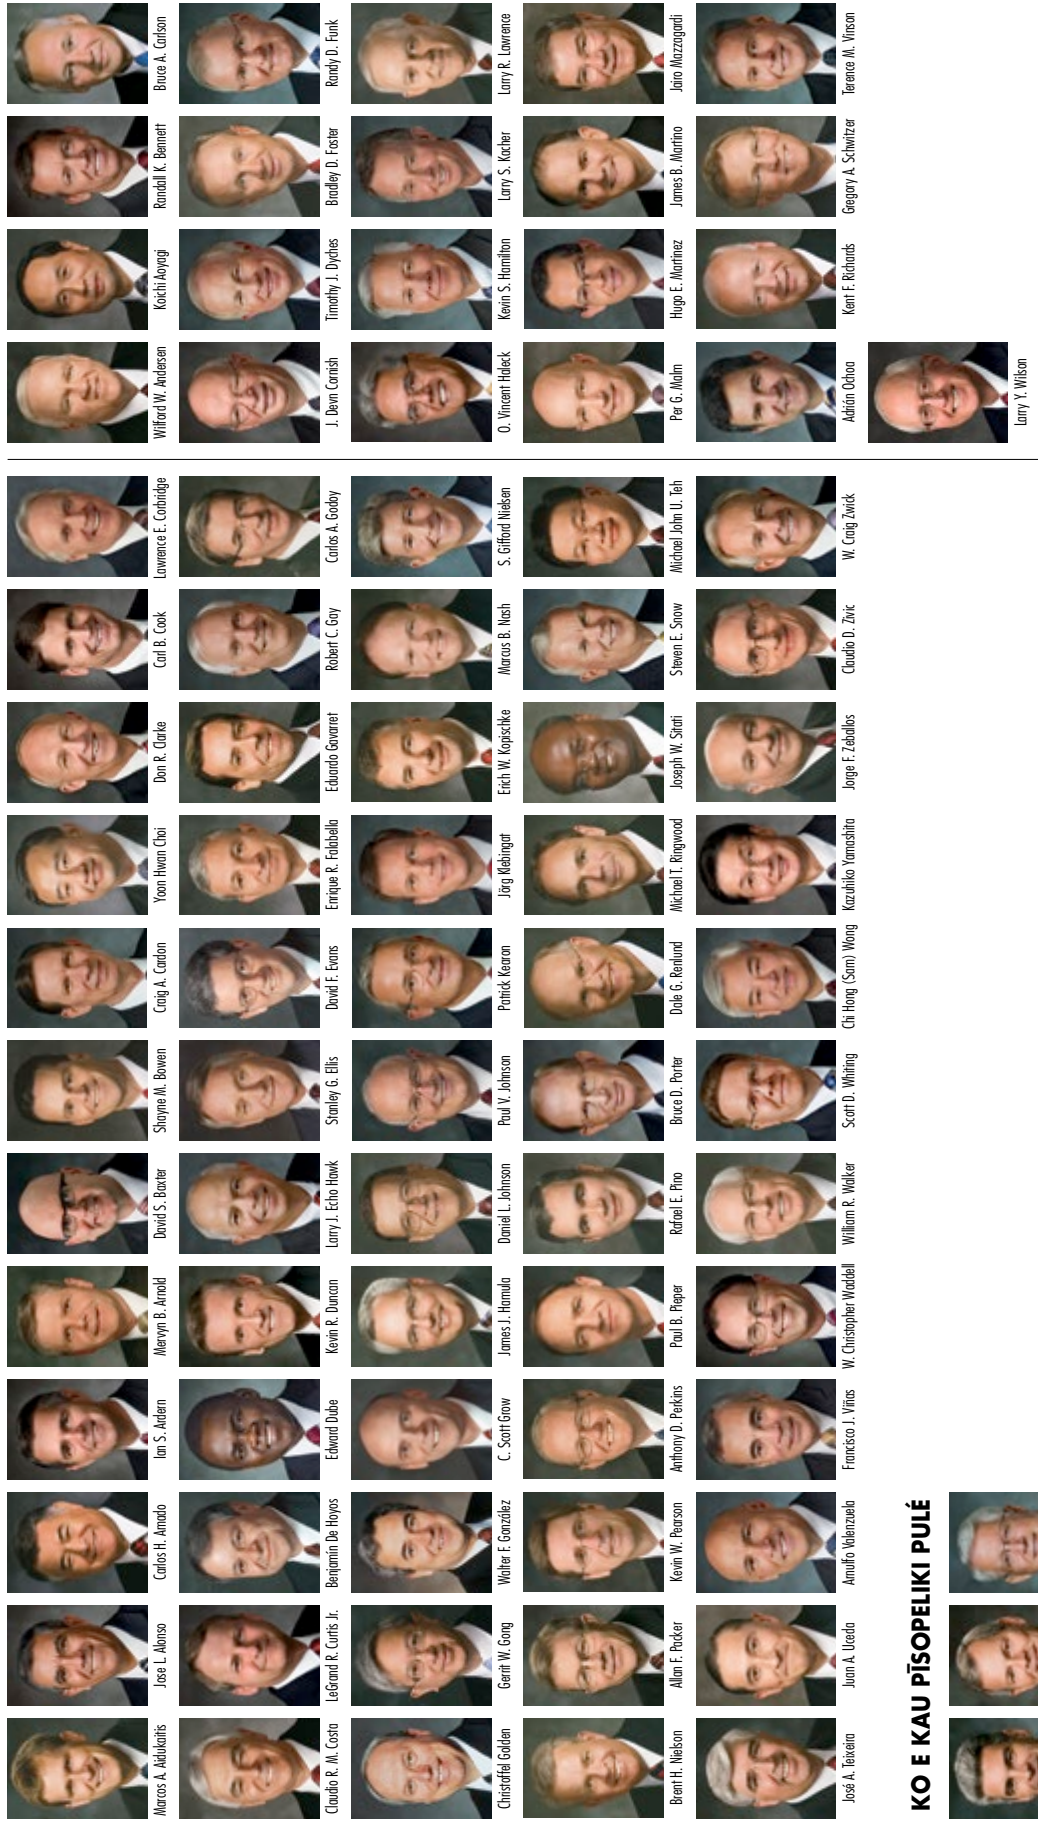 Marcos A. Aidukaitis
Jose L. Alonso
Carlos H. Amado
Ian S. Ardern
Mervyn B. Arnold
David S. Baxter
Shayne M. Bowen
Craig A. Cardon
Yoon Hwan Choi
Don R. Clarke
Carl B. Cook
Lawrence E. Corbridge
Wilford W. Andersen
Koichi Aoyagi
Randall K. Bennett
Bruce A. Carlson
Claudio R. M. Costa
LeGrand R. Curtis Jr.
Benjamín De Hoyos
Edward Dube
Kevin R. Duncan
Larry J. Echo Hawk
Stanley G. Ellis
David F. Evans
Enrique R. Falabella
Eduardo Gavarret
Robert C. Gay
Carlos A. Godoy
J. Devn Cornish
Timothy J. Dyches
Bradley D. Foster
Randy D. Funk
Christoffel Golden
Gerrit W. Gong
Walter F. González
C. Scott Grow
James J. Hamula
Daniel L. Johnson
Paul V. Johnson
Patrick Kearon
Jörg Klebingat
Erich W. Kopischke
Marcus B. Nash
S. Gifford Nielsen
O. Vincent Haleck
Kevin S. Hamilton
Larry S. Kacher
Larry R. Lawrence
Brent H. Nielson
Allan F. Packer
Kevin W. Pearson
Anthony D. Perkins
Paul B. Pieper
Rafael E. Pino
Bruce D. Porter
Dale G. Renlund
Michael T. Ringwood
Joseph W. Sitati
Steven E. Snow
Michael John U. Teh
Per G. Malm
Hugo E. Martinez
James B. Martino
Jairo Mazzagardi
José A. Teixeira
Juan A. Uceda
Arnulfo Valenzuela
Francisco J. Viñas
W. Christopher Waddell
William R. Walker
Scott D. Whiting
Chi Hong (Sam) Wong
Kazuhiko Yamashita
Jorge F. Zeballos
Claudio D. Zivic
W. Craig Zwick
Adrián Ochoa
Kent F. Richards
Gregory A. Schwitzer
Terence M. Vinson
Larry Y. Wilson
KO E KAU PĪSOPELIKI PULÉ